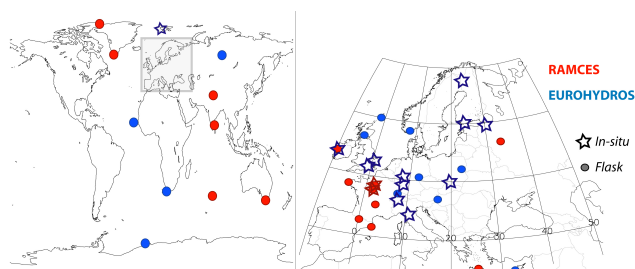 RAMCES
EUROHYDROS
In-situ
Flask
0 10 20 30 40 50